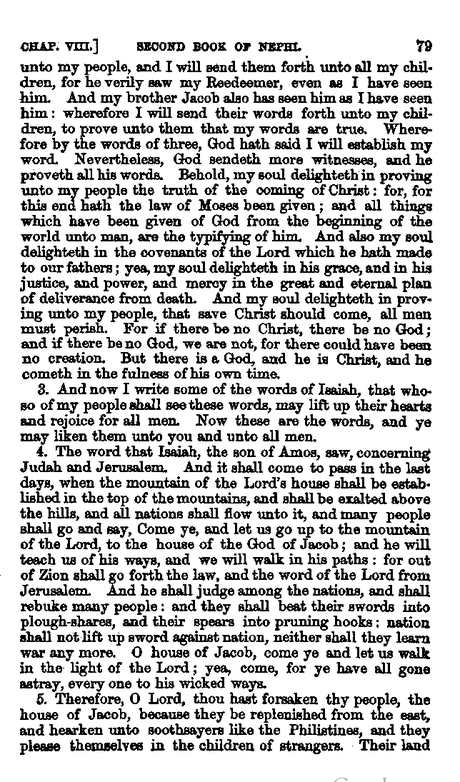 CHAP. VIII.] SECOND BOOK OF NEPHI. 79
unto my people, and I will send them forth unto all my chil-
dren, for he verily saw my Reedeemer, even as I have seen
him. And my brother Jacob also has seen him as I have seen
him: wherefore I will send their words forth unto my chil-
dren, to prove unto them that my words are true. Where-
fore by the words of three, God hath said I will establish my
word. Nevertheless, God sendeth more witnesses, and he
proveth all his words. Behold, my soul delighteth in proving
unto my people the truth of the coming of Christ: for, for
this end hath the law of Moses been given; and all things
which have been given of God from the beginning of the
world unto man, are the typifying of him. And also my soul
delighteth in the covenants of the Lord which he hath made
to our fathers; yea, my soul delighteth in his grace, and in his
justice, and power, and mercy in the great and eternal plan
of deliverance from death. And my soul delighteth in prov-
ing unto my people, that save Christ should come, all men
must perish. For if there be no Christ, there be no God;
and if there be no God, we are not, for there could have been
no creation. But there is a God, and he is Christ, and he
cometh in the fulness of his own time.
3. And now I write some of the words of Isaiah, that who-
so of my people shall see these words, may lift up their hearts
and rejoice for all men. Now these are the words, and ye
may liken them unto you and unto all men.
4. The word that Isaiah, the son of Amos, saw, concerning
Judah and Jerusalem. And it shall come to pass in the last
days, when the mountain of the Lord's house shall be estab-
lished in the top of the mountains, and shall be exalted above
the hills, and all nations shall flow unto it, and many people
shall go and say, Come ye, and let us go up to the mountain
of the Lord, to the house of the God of Jacob; and he will
teach us of his ways, and we will walk in his paths: for out
of Zion shall go forth the law, and the word of the Lord from
Jerusalem. And he shall judge among the nations, and shall
rebuke many people: and they shall beat their swords into
plough-shares, and their spears into pruning hooks: nation
shall not lift up sword against nation, neither shall they learn
war any more. O house of Jacob, come ye and let us walk
in the light of the Lord; yea, come, for ye have all gone
astray, every one to his wicked ways.
5. Therefore, O Lord, thou hast forsaken thy people, the
house of Jacob, because they be replenished from the east,
and hearken unto soothsayers like the Philistines, and they
please themselves in the children of strangers. Their land